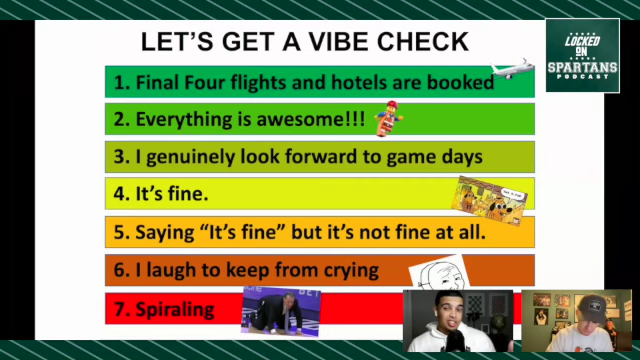 LET'S GET A VIBE CHECK
LOCKED
ON
SPARTANS
PODCAST
1. Final Four flights and hotels are booked
2. Everything is awesome!!!
3. I genuinely look forward to game days
4. It's fine.
5. Saying "It's fine" but it's not fine at all.
6. I laugh to keep from crying
7. Spiraling